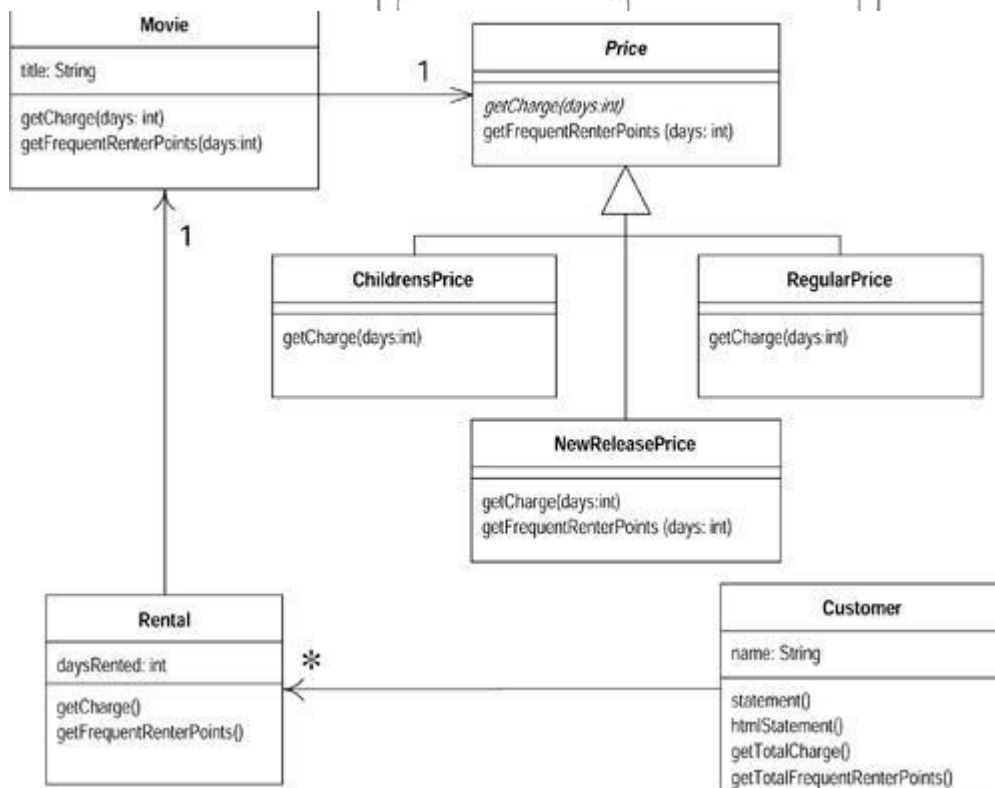 Movie
title: String
getCharge(days: int)
getFrequentRenterPoints(days:int)
1
Price
getCharge(days:int)
getFrequentRenterPoints (days: int)
1
ChildrensPrice
getCharge(days:int)
RegularPrice
getCharge(days:int)
NewReleasePrice
getCharge(days:int)
getFrequentRenterPoints (days: int)
Rental
daysRented: int
getCharge()
getFrequentRenterPoints()
*
Customer
name: String
statement()
htmlStatement()
getTotalCharge()
getTotalFrequentRenterPoints()